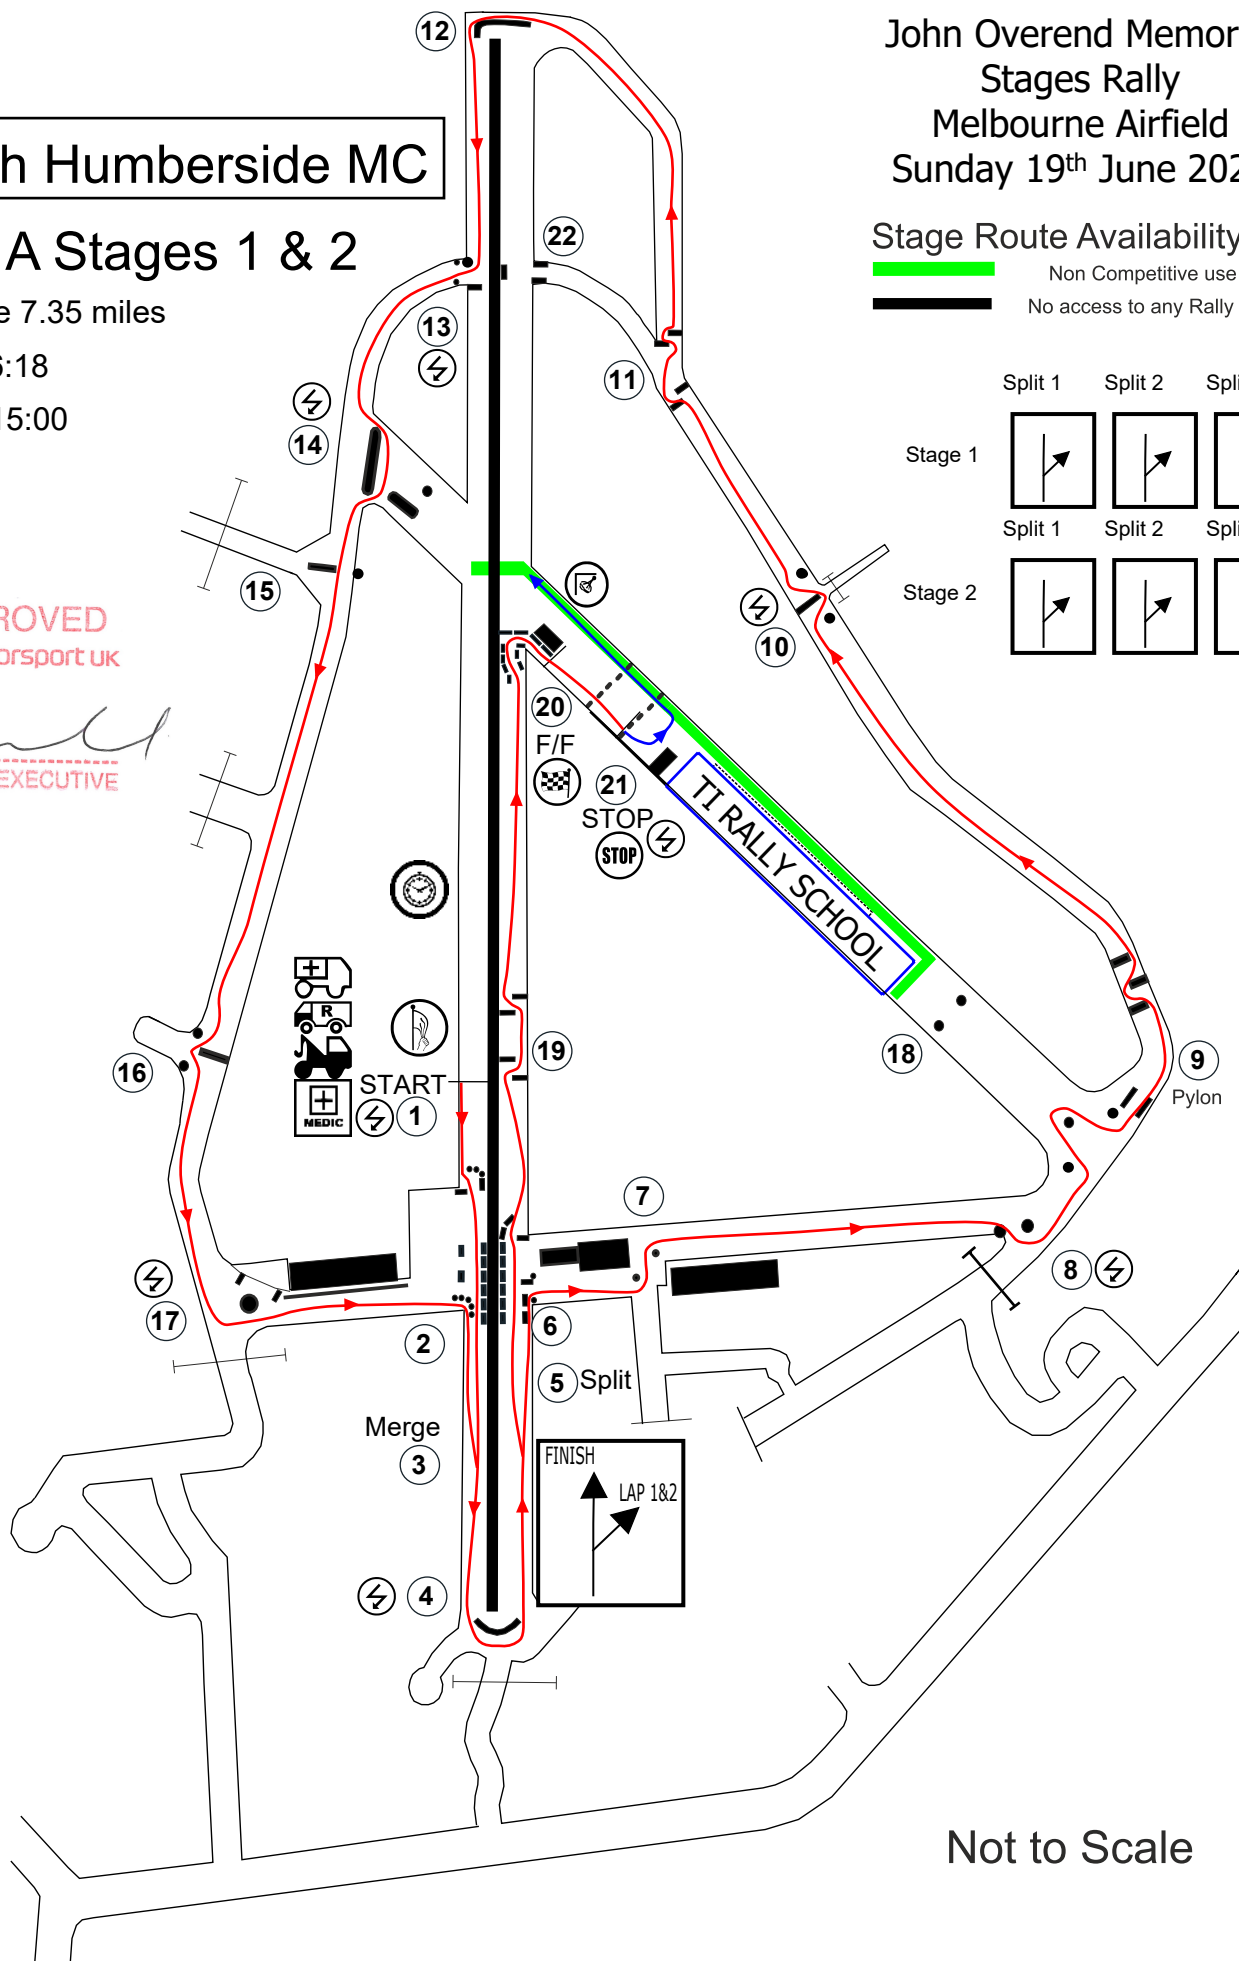 John Overend Memor
Stages Rally
Melbourne Airfield
Sunday 19th June 202
h Humberside MC
A Stages 1 & 2
e 7.35 miles
6:18
15:00
Stage Route Availability
Non Competitive use
No access to any Rally
Split 1 Split 2 Spli
Stage 1
Split 1 Split 2 Spli
Stage 2
ROVED
orsport UK
EXECUTIVE
12
22
13
11
14
15
10
20
F/F
21
STOP
STOP
TI RALLY SCHOOL
R
MEDIC
START
1
19
18
16
9
Pylon
7
8
17
2
6
5 Split
Merge
3
FINISH
LAP 1&2
4
Not to Scale